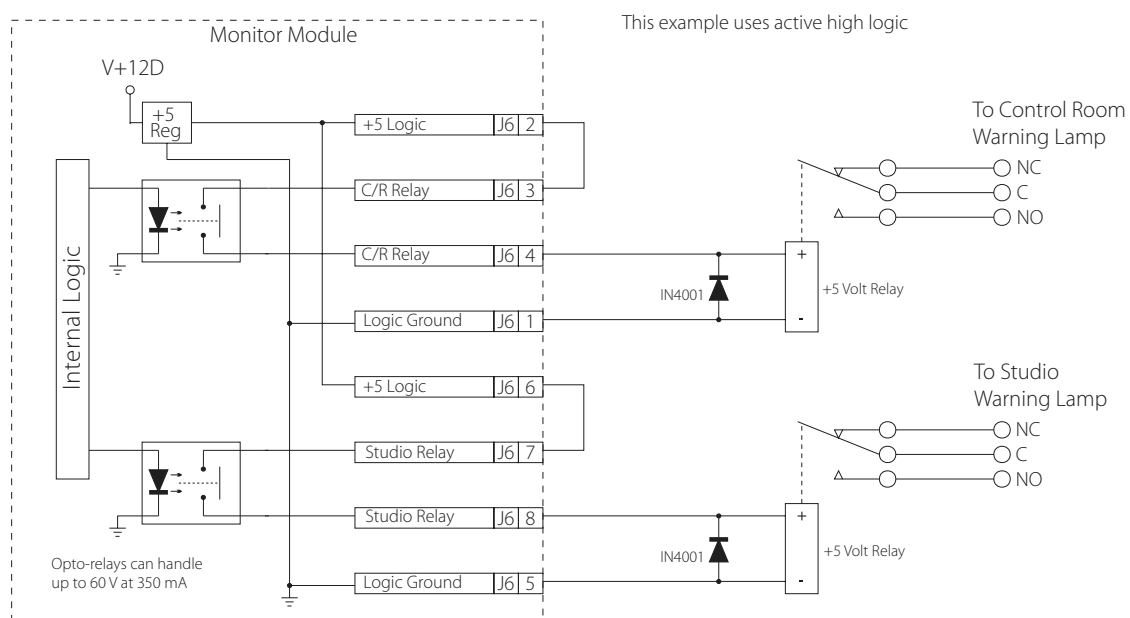 This example uses active high logic
Monitor Module
V+12D
+5
Reg
+5 Logic J6 2
C/R Relay J6 3
C/R Relay J6 4
Logic Ground J6 1
+5 Logic J6 6
Studio Relay J6 7
Studio Relay J6 8
Logic Ground J6 5
Internal Logic
Opto-relays can handle
up to 60 V at 350 mA
IN4001
+
-
+5 Volt Relay
To Control Room
Warning Lamp
NC
C
NO
IN4001
+
-
+5 Volt Relay
To Studio
Warning Lamp
NC
C
NO